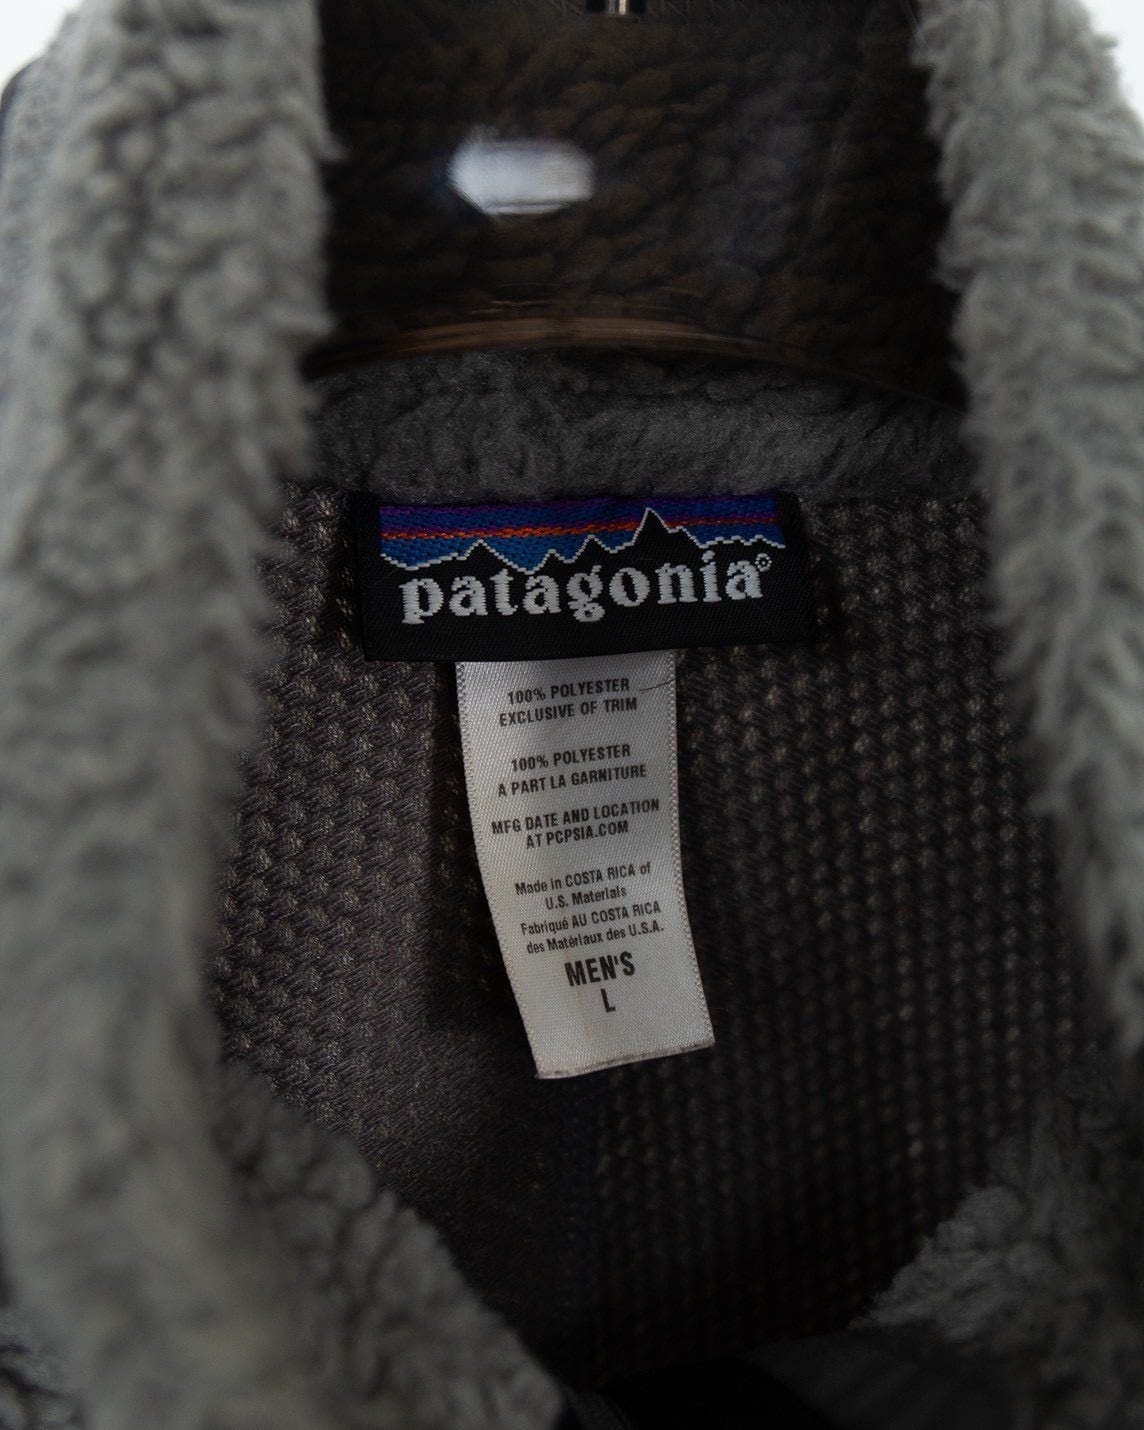 patagonia®
100% POLYESTER
EXCLUSIVE OF TRIM
100% POLYESTER
A PART LA GARNITURE
MFG DATE AND LOCATION
AT PCPSIA.COM
Made in COSTA RICA of
U.S. Materials
Fabriqué AU COSTA RICA
des Matériaux des U.S.A.
MEN'S
L